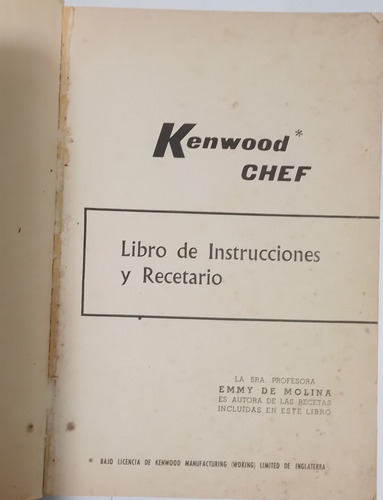 Kenwood*
CHEF
Libro de Instrucciones
y Recetario
LA SRA. PROFESORA
EMMY DE MOLINA
ES AUTORA DE LAS RECETAS
INCLUÍDAS EN ESTE LIBRO
BAJO LICENCIA DE KENWOOD MANUFACTURING (WOKING) LIMITED DE INGLATERRA